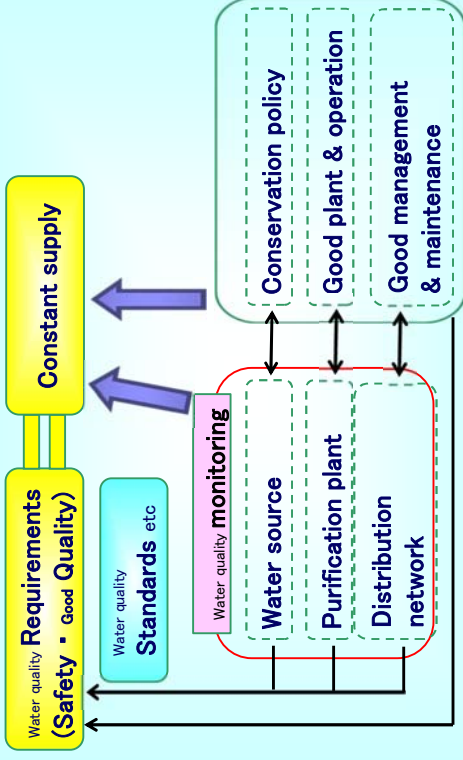 Water quality Requirements
(Safety ▪ Good Quality)
Constant supply
Water quality
Standards etc
Water quality monitoring
Water source
Purification plant
Distribution
network
Conservation policy
Good plant & operation
Good management
& maintenance